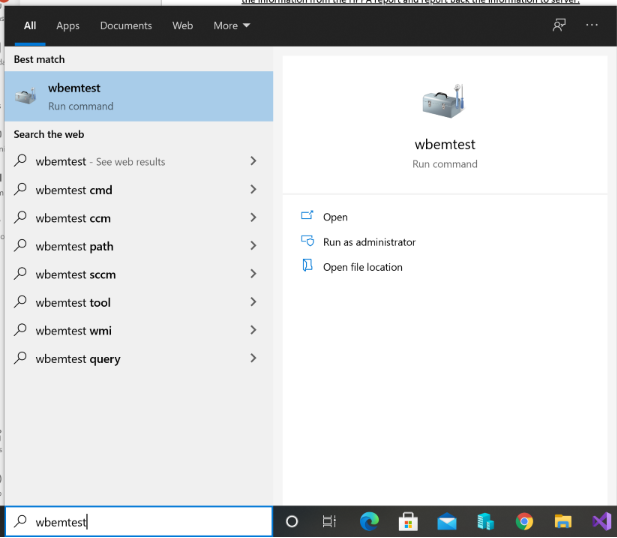 the information from the HPA report and report back the information to server.
All Apps Documents Web More
Best match
wbemtest
Run command
Search the web
wbemtest - See web results
wbemtest cmd
wbemtest ccm
wbemtest path
wbemtest sccm
wbemtest tool
wbemtest wmi
wbemtest query
wbemtest
Run command
Open
Run as administrator
Open file location
wbemtest